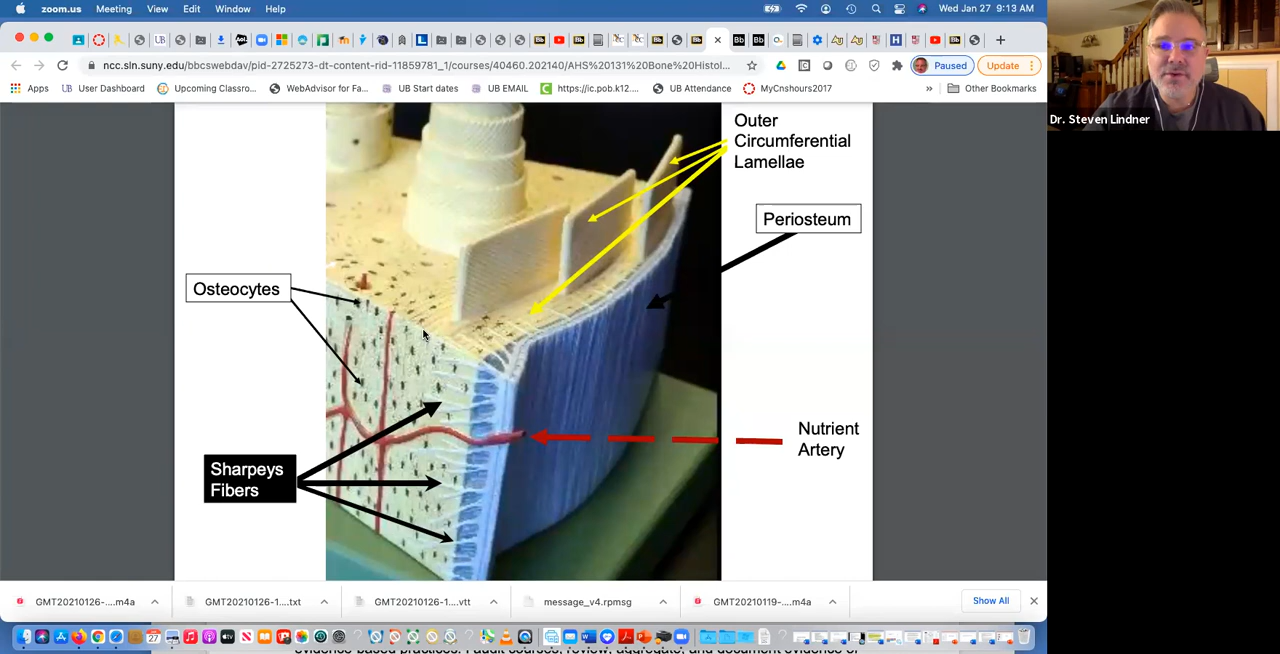 zoom.us Meeting View Edit Window Help
Wed Jan 27 9:13 AM
ncc.sln.suny.edu/bbcswebdav/pid-2725273-dt-content-rid-11859781_1/courses/40460.202140/AHS%20131%20Bone%20Histol...
Paused
Update
Apps
User Dashboard
Upcoming Classro...
WebAdvisor for Fa...
UB Start dates
UB EMAIL
https://ic.pob.k12....
UB Attendance
MyCnshours2017
»
Other Bookmarks
Dr. Steven Lindner
Outer
Circumferential
Lamellae
Periosteum
Osteocytes
Nutrient
Artery
Sharpeys
Fibers
GMT20210126-....m4a
GMT20210126-1....txt
GMT20210126-1....vtt
message_v4.rpmsg
GMT20210119-....m4a
Show All